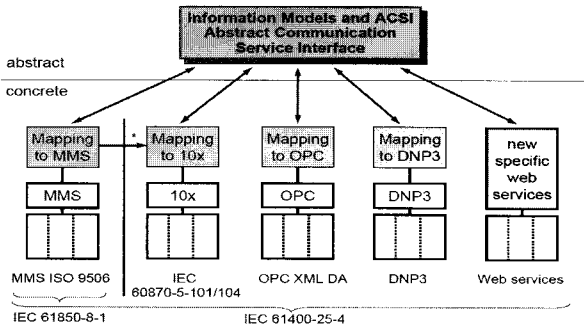 Information Models and ACSI
Abstract Communication
Service Interface
abstract
concrete
Mapping
to MMS
*
Mapping
to 10x
Mapping
to OPC
Mapping
to DNP3
new
specific
web
services
MMS
10x
OPC
DNP3
MMS ISO 9506
IEC
60870-5-101/104
OPC XML DA
DNP3
Web services
IEC 61850-8-1
IEC 61400-25-4